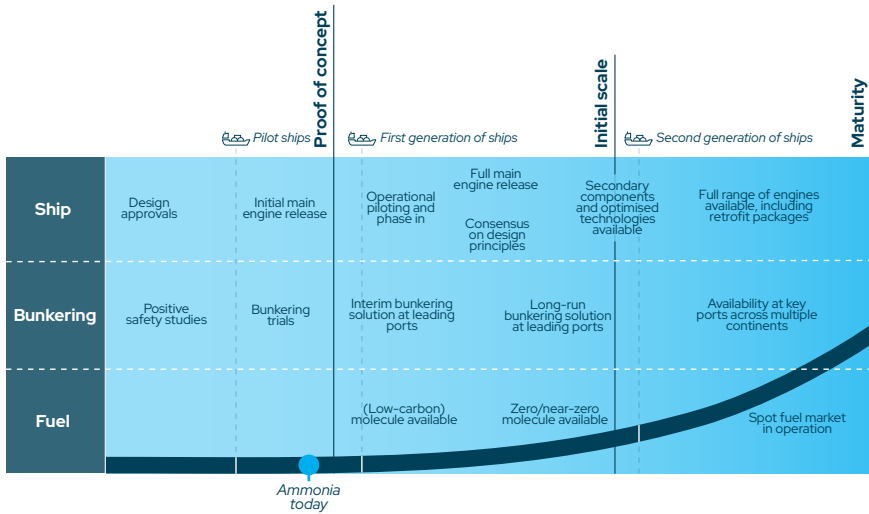 Proof of concept
Initial scale
Maturity
Pilot ships
First generation of ships
Second generation of ships
Ship
Design
approvals
Initial main
engine release
Operational
piloting and
phase in
Full main
engine release
Consensus
on design
principles
Secondary
components
and optimised
technologies
available
Full range of engines
available, including
retrofit packages
Bunkering
Positive
safety studies
Bunkering
trials
Interim bunkering
solution at leading
ports
Long-run
bunkering solution
at leading ports
Availability at key
ports across multiple
continents
Fuel
(Low-carbon)
molecule available
Zero/near-zero
molecule available
Spot fuel market
in operation
Ammonia
today